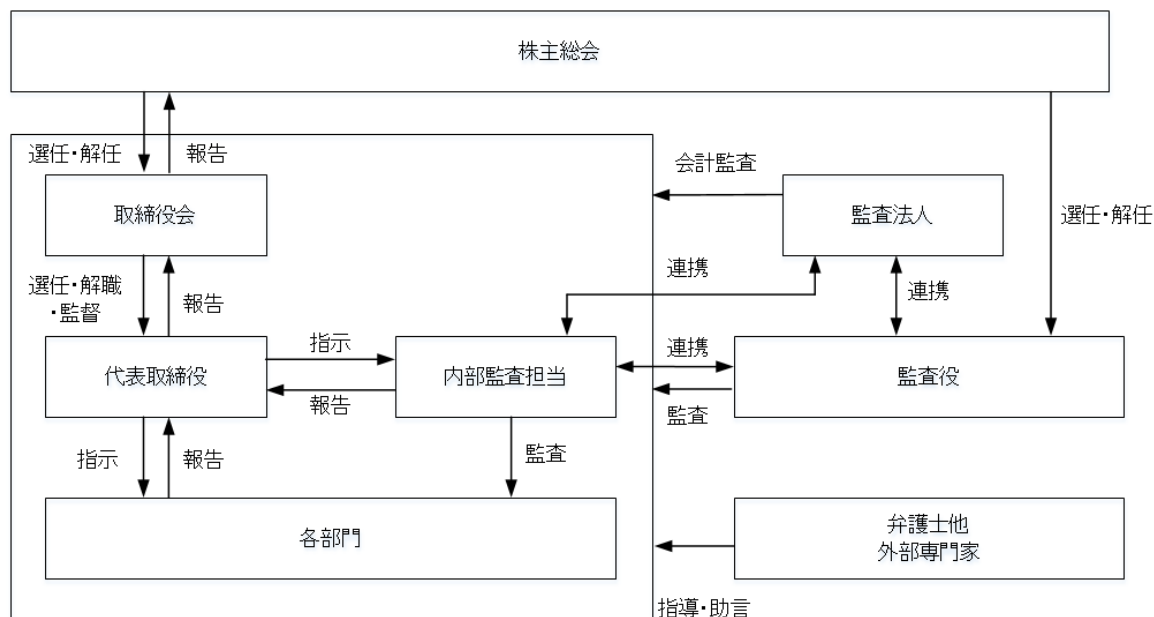 株主総会
選任・解任
報告
会計監査
取締役会
監査法人
選任・解任
連携
選任・解職
・監督
報告
連携
指示
連携
代表取締役
内部監査担当
監査役
報告
監査
指示
報告
監査
各部門
弁護士他
外部専門家
指導・助言